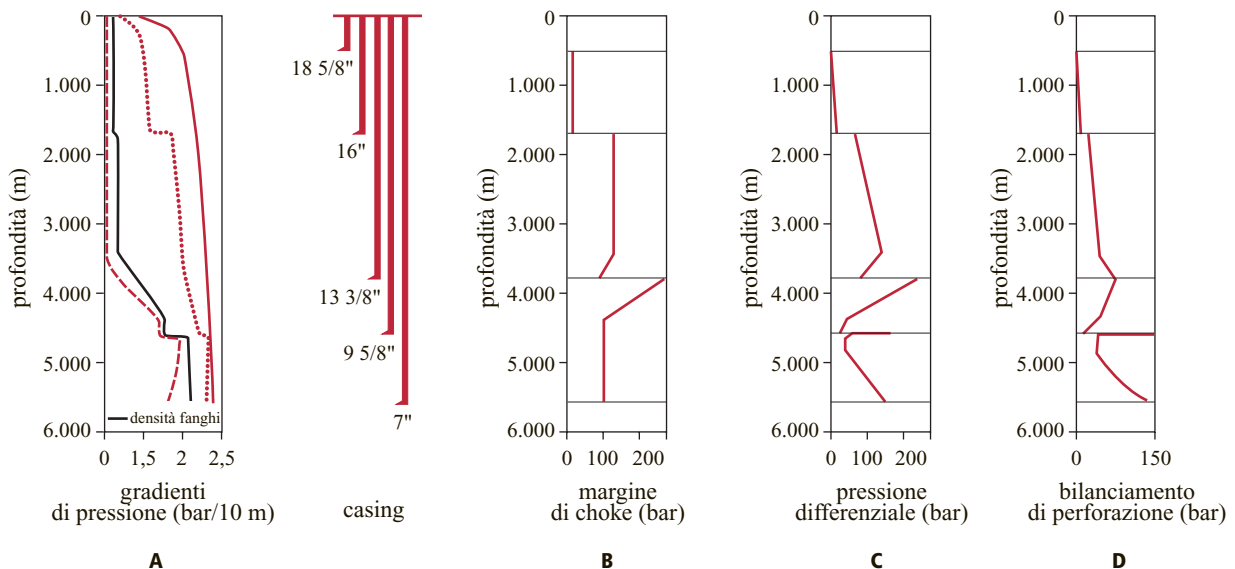 profondità (m)
0
1.000
2.000
3.000
4.000
5.000
6.000
densità fanghi
0 1,5 2 2,5
gradienti
di pressione (bar/10 m)
A
18 5/8"
16"
13 3/8"
9 5/8"
7"
casing
profondità (m)
0
1.000
2.000
3.000
4.000
5.000
6.000
0 100 200
margine
di choke (bar)
B
profondità (m)
0
1.000
2.000
3.000
4.000
5.000
6.000
0 100 200
pressione
differenziale (bar)
C
profondità (m)
0
1.000
2.000
3.000
4.000
5.000
6.000
0 150
bilanciamento
di perforazione (bar)
D